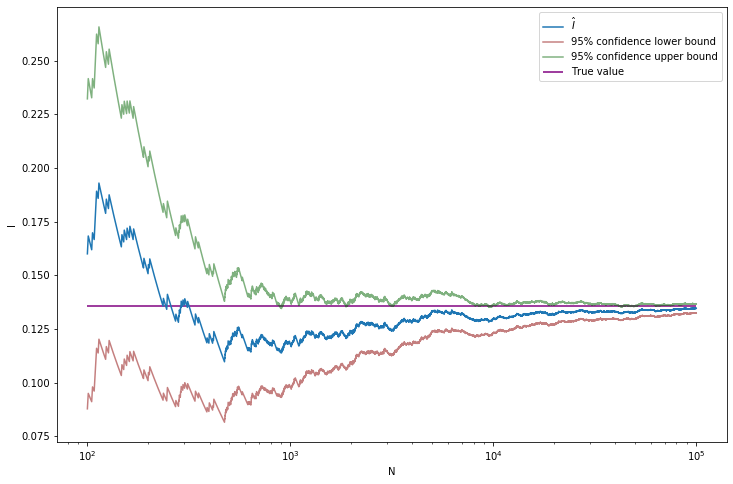 Î
95% confidence lower bound
95% confidence upper bound
True value
0.250
0.225
0.200
0.175
0.150
0.125
0.100
0.075
I
10²
10³
10⁴
10⁵
N